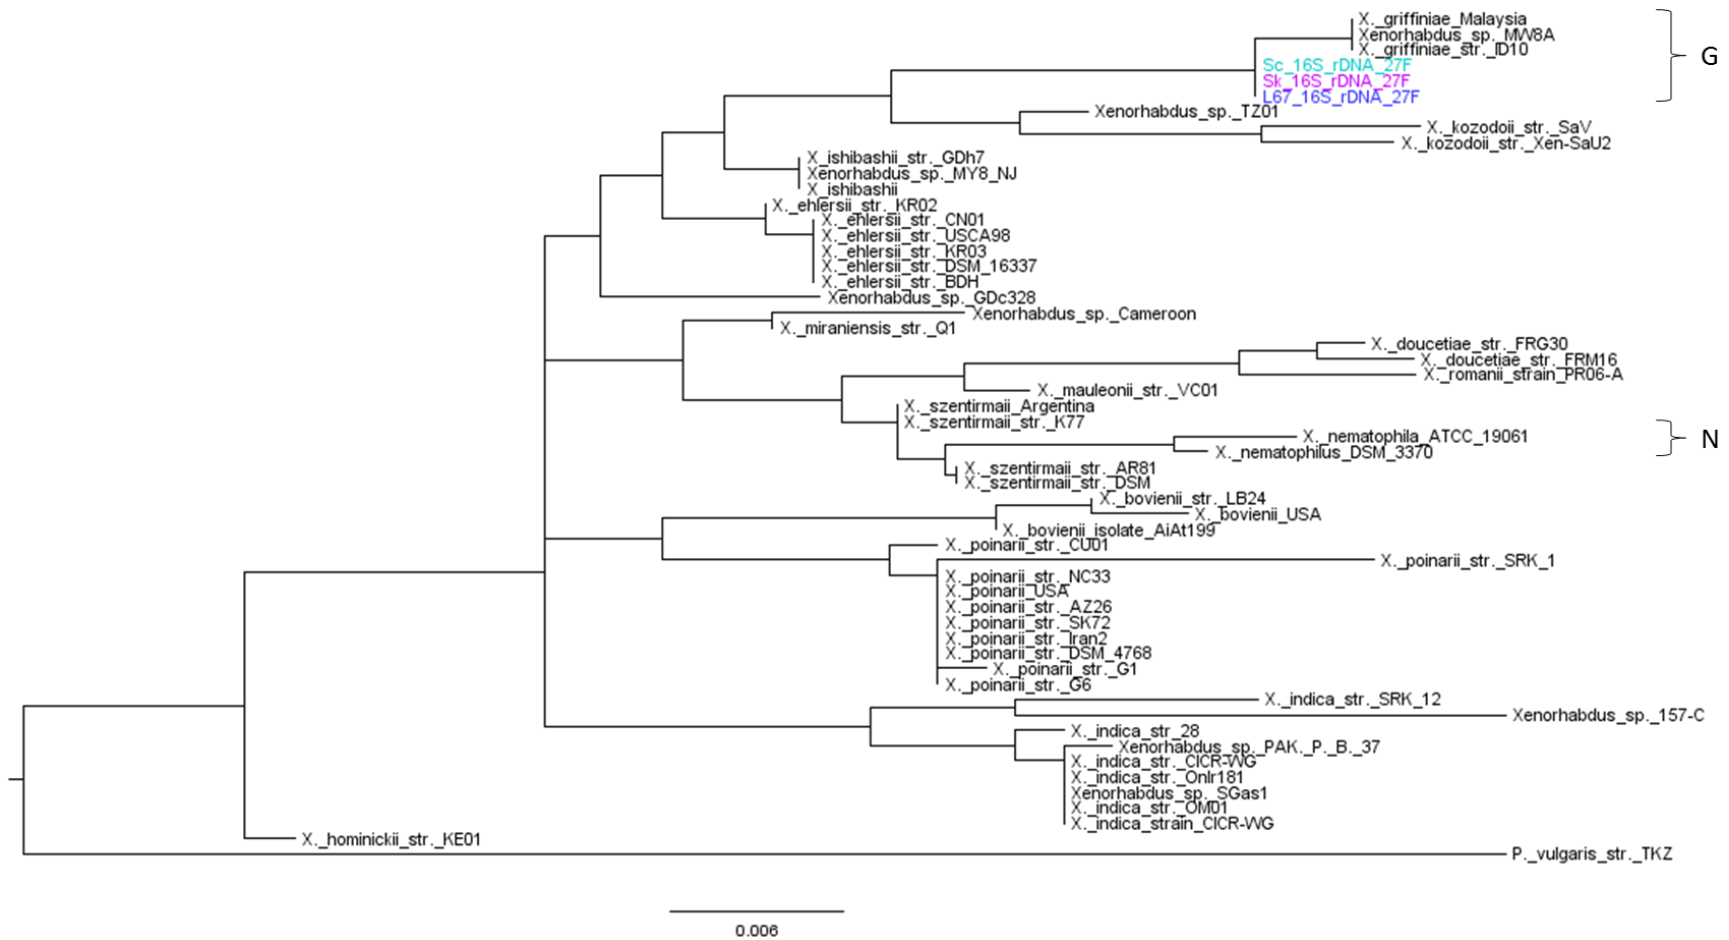 X._griffiniae_Malaysia
Xenorhabdus_sp._MW8A
X._griffiniae_str._ID10
G
Sc_16S_rDNA_27F
Sk_16S_rDNA_27F
L67_16S_rDNA_27F
Xenorhabdus_sp._TZ01
X._kozodoii_str._SaV
X._kozodoii_str._Xen-SaU2
X_ishibashii_str._GDh7
Xenorhabdus_sp._MY8_NJ
X_ishibashii
X._ehlersii_str._KR02
X._ehlersii_str._CN01
X._ehlersii_str._USCA98
X._ehlersii_str._KR03
X._ehlersii_str._DSM_16337
X._ehlersii_str._BDH
Xenorhabdus_sp._GDc328
Xenorhabdus_sp._Cameroon
X._miraniensis_str._Q1
X._doucetiae_str._FRG30
X._doucetiae_str._FRM16
X._romanii_strain_PR06-A
X._mauleonii_str._VC01
X._szentirmaii_Argentina
X._szentirmaii_str._K77
X._nematophila_ATCC_19061
N
X._nematophilus_DSM_3370
X._szentirmaii_str._AR81
X._szentirmaii_str._DSM
X._bovienii_str._LB24
X._bovienii_USA
X._bovienii_isolate_AiAt199
X._poinarii_str._CU01
X._poinarii_str._SRK_1
X._poinarii_str._NC33
X._poinarii_USA
X._poinarii_str._AZ26
X._poinarii_str._SK72
X._poinarii_str._Iran2
X._poinarii_str._DSM_4768
X._poinarii_str._G1
X._poinarii_str._G6
X._indica_str._SRK_12
Xenorhabdus_sp._157-C
X._indica_str_28
Xenorhabdus_sp._PAK._P._B._37
X._indica_str._CICR-WG
X._indica_str._OnIr181
Xenorhabdus_sp._SGas1
X._indica_str._OM01
X._indica_strain_CICR-WG
X._hominickii_str._KE01
P._vulgaris_str._TKZ
0.006